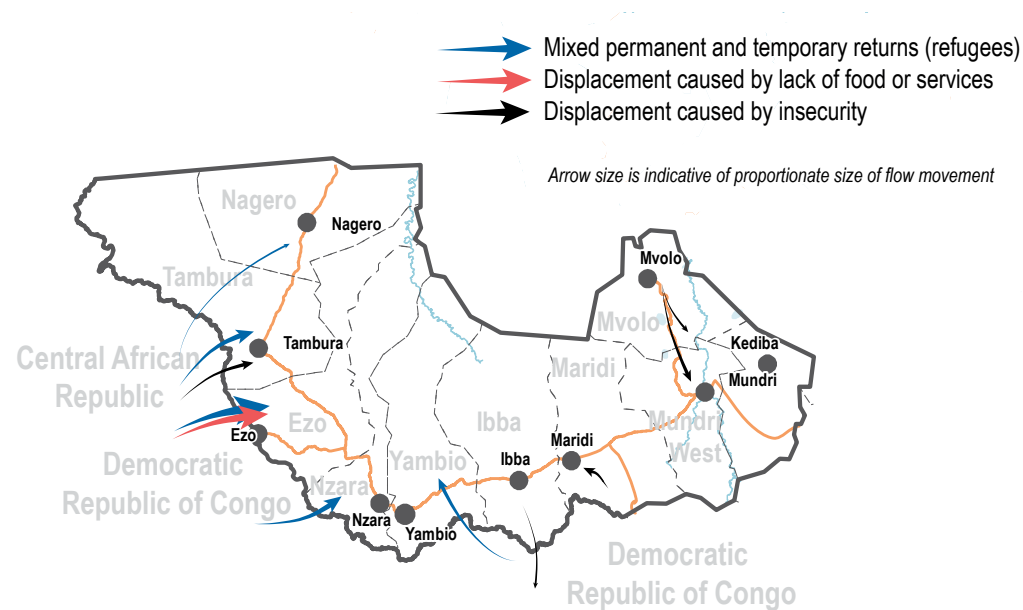 Mixed permanent and temporary returns (refugees)
Displacement caused by lack of food or services
Displacement caused by insecurity
Arrow size is indicative of proportionate size of flow movement
Nagero
Nagero
Tambura
Tambura
Central African
Republic
Ezo
Ezo
Democratic
Republic of Congo
Nzara
Nzara
Yambio
Yambio
Ibba
Ibba
Maridi
Maridi
Mvolo
Mvolo
Kediba
Mundri
Mundri
West
Democratic
Republic of Congo